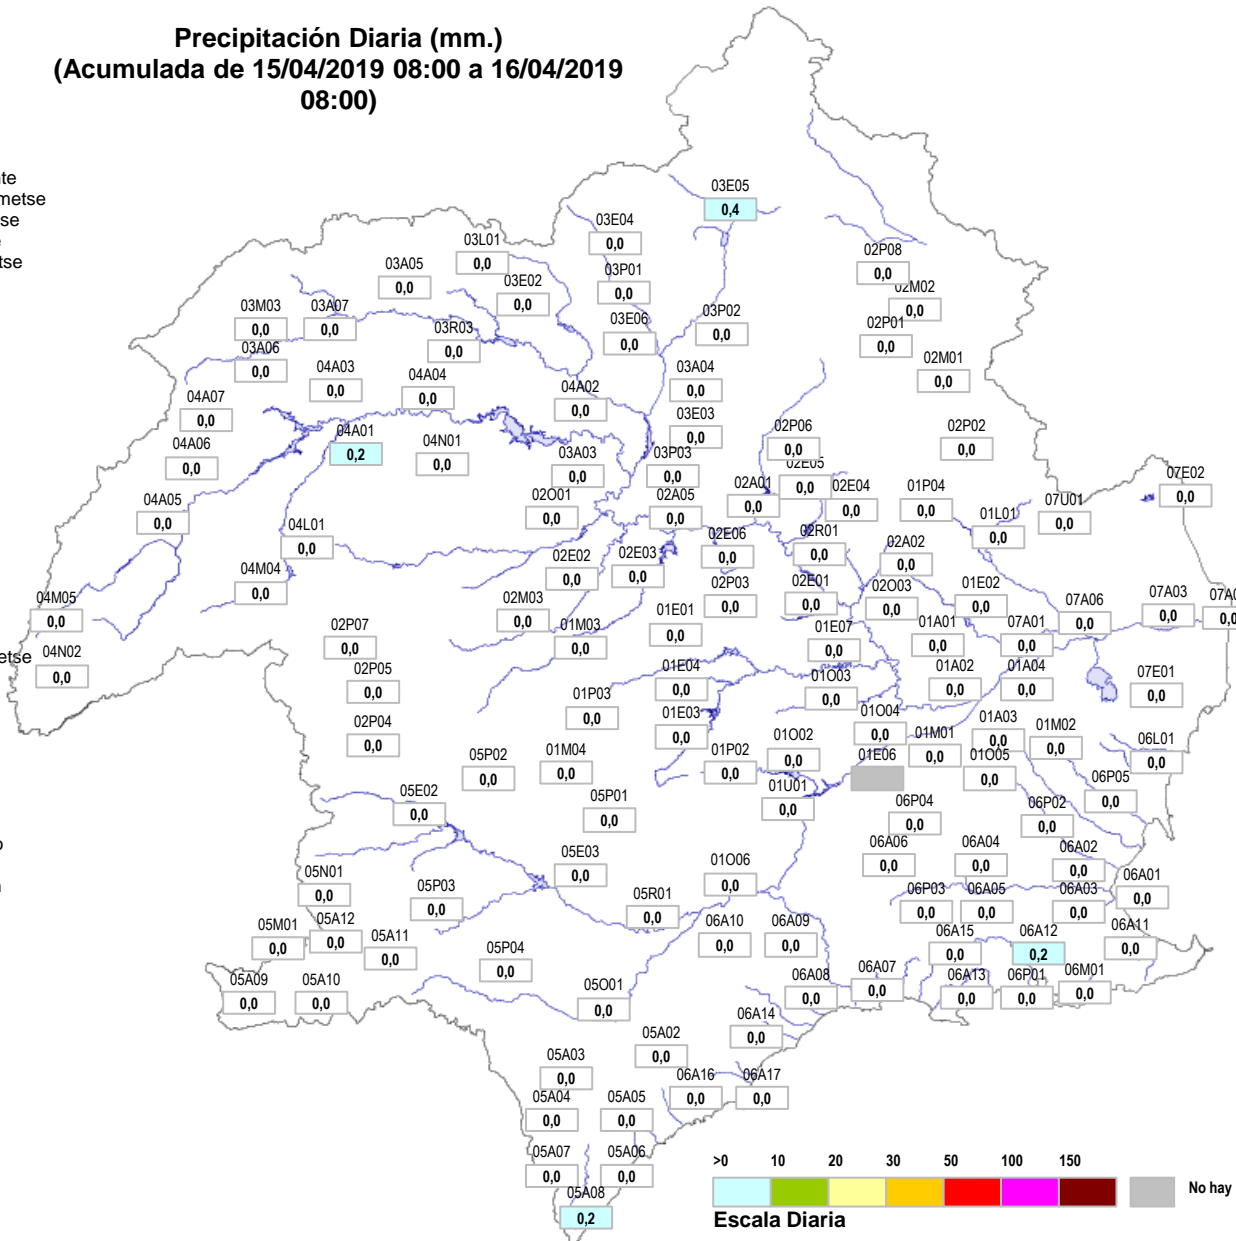 Precipitación Diaria (mm.)
(Acumulada de 15/04/2019 08:00 a 16/04/2019
08:00)
03E05
0,4
03E04
0,0
03L01
0,0
03A05
0,0
03E02
0,0
03P01
0,0
02P08
0,0
02M02
0,0
03M03
0,0
03A07
0,0
03R03
0,0
03E06
0,0
03P02
0,0
02P01
0,0
03A06
0,0
04A03
0,0
04A04
0,0
04A02
0,0
03A04
0,0
02M01
0,0
04A07
0,0
03E03
0,0
04A06
0,0
04A01
0,2
04N01
0,0
03A03
0,0
03P03
0,0
02P06
0,0
02E05
0,0
02P02
0,0
04A05
0,0
02O01
0,0
02A05
0,0
02A01
0,0
02E04
0,0
01P04
0,0
01L01
0,0
07U01
0,0
07E02
0,0
04L01
0,0
02E06
0,0
02R01
0,0
02A02
0,0
04M04
0,0
02E02
0,0
02E03
0,0
04M05
0,0
02M03
0,0
02P03
0,0
02E01
0,0
02O03
0,0
01E02
0,0
07A06
0,0
07A03
0,0
04N02
0,0
02P07
0,0
01M03
0,0
01E01
0,0
01E07
0,0
01A01
0,0
07A01
0,0
02P05
0,0
01P03
0,0
01E04
0,0
01O03
0,0
01A02
0,0
01A04
0,0
07E01
0,0
02P04
0,0
01E03
0,0
01O04
0,0
01A03
0,0
01M02
0,0
05P02
0,0
01M04
0,0
01P02
0,0
01O02
0,0
01E06
01M01
0,0
01O05
0,0
06L01
0,0
05E02
0,0
05P01
0,0
01U01
0,0
06P04
0,0
06P02
0,0
06P05
0,0
05E03
0,0
01O06
0,0
06A06
0,0
06A04
0,0
06A02
0,0
05N01
0,0
05P03
0,0
05R01
0,0
06P03
0,0
06A05
0,0
06A03
0,0
06A01
0,0
05M01
0,0
05A12
0,0
05A11
0,0
05P04
0,0
06A10
0,0
06A09
0,0
06A15
0,0
06A12
0,2
06A11
0,0
05A09
0,0
05A10
0,0
05O01
0,0
06A08
0,0
06A07
0,0
06A13
0,0
06P01
0,0
06M01
0,0
05A03
0,0
05A02
0,0
06A14
0,0
05A04
0,0
05A05
0,0
06A16
0,0
06A17
0,0
05A07
0,0
05A06
0,0
05A08
0,2
>0 10 20 30 50 100 150
No hay
Escala Diaria